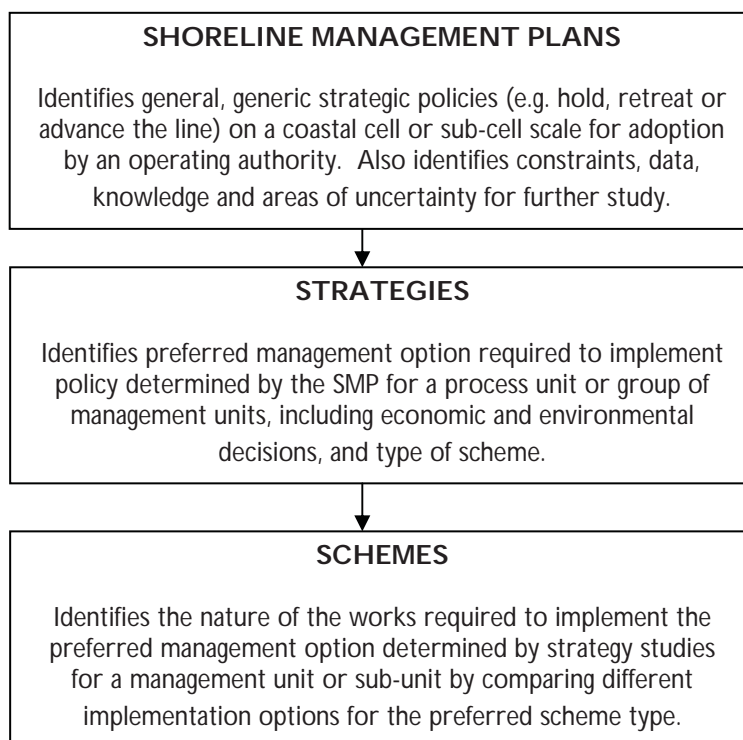 SHORELINE MANAGEMENT PLANS
Identifies general, generic strategic policies (e.g. hold, retreat or
advance the line) on a coastal cell or sub-cell scale for adoption
by an operating authority. Also identifies constraints, data,
knowledge and areas of uncertainty for further study.
STRATEGIES
Identifies preferred management option required to implement
policy determined by the SMP for a process unit or group of
management units, including economic and environmental
decisions, and type of scheme.
SCHEMES
Identifies the nature of the works required to implement the
preferred management option determined by strategy studies
for a management unit or sub-unit by comparing different
implementation options for the preferred scheme type.